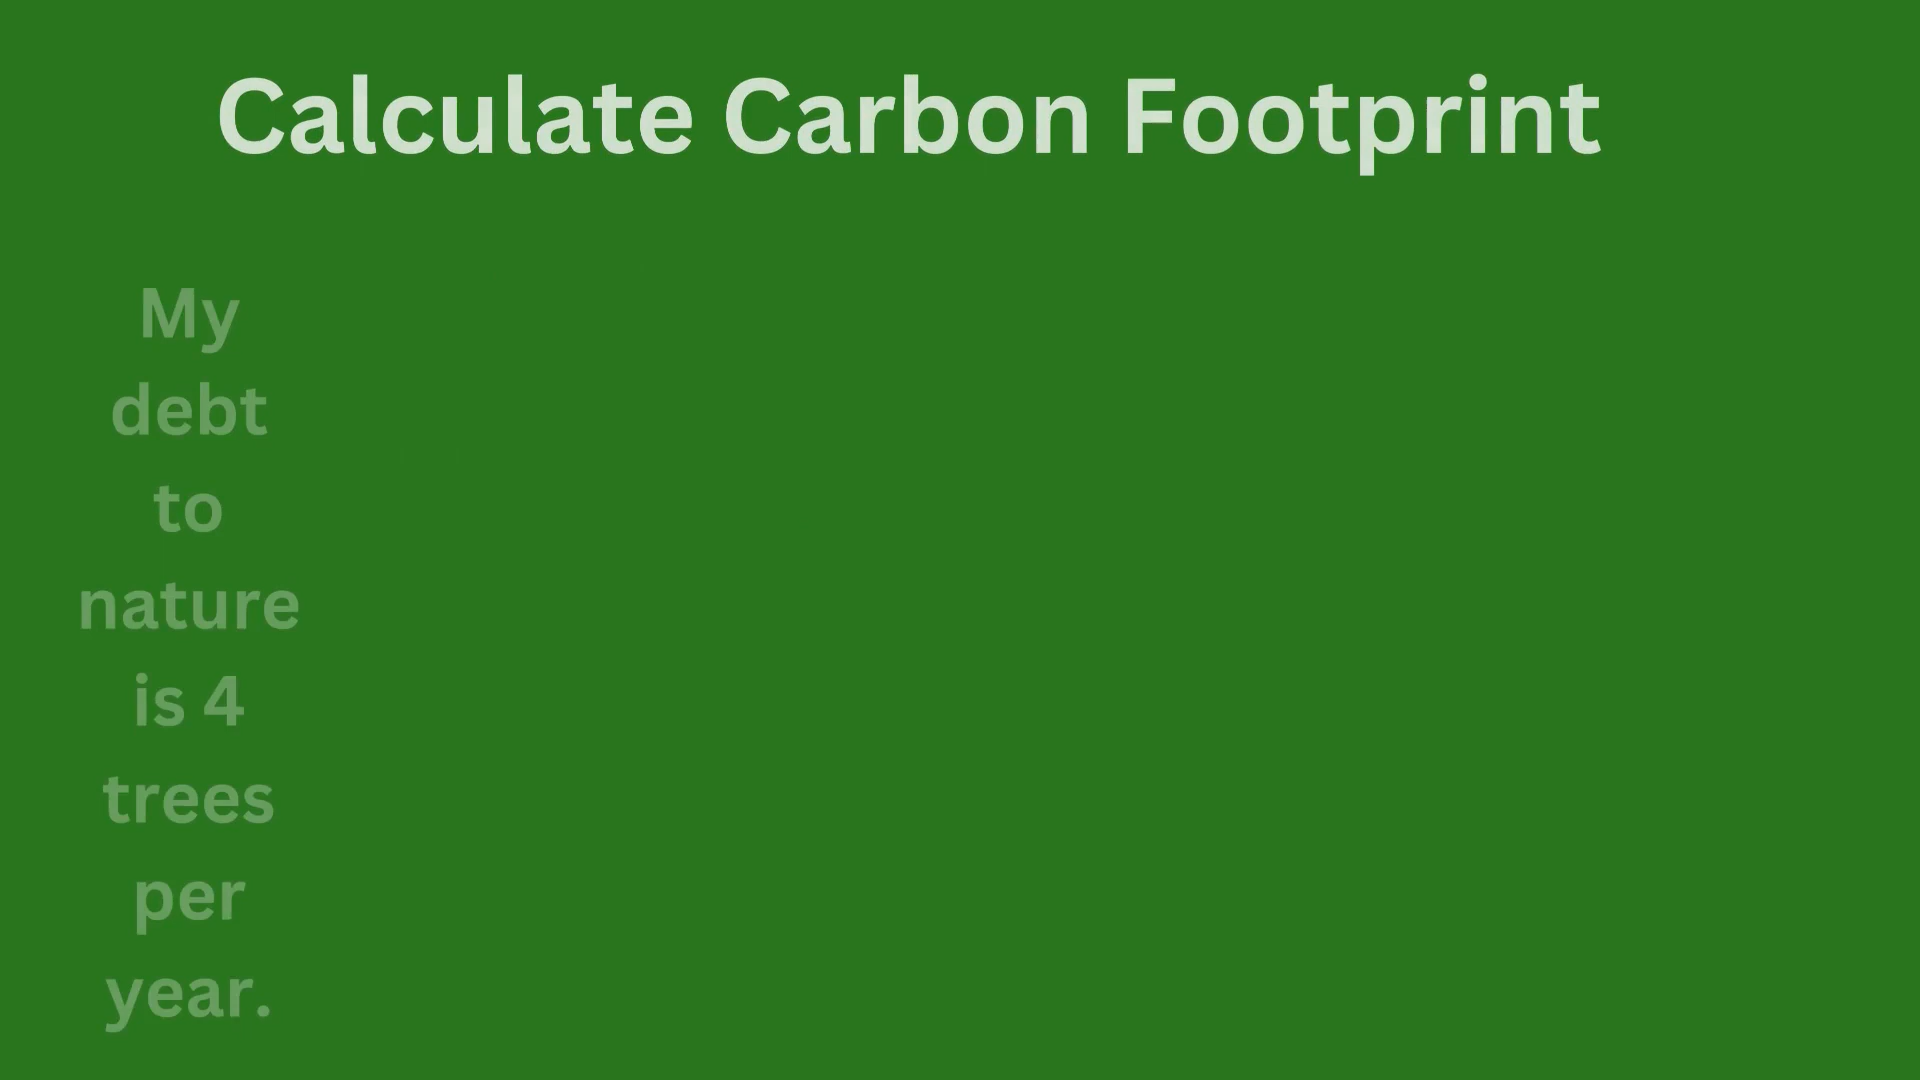 Calculate Carbon Footprint
My
debt
to
nature
is 4
trees
per
year.